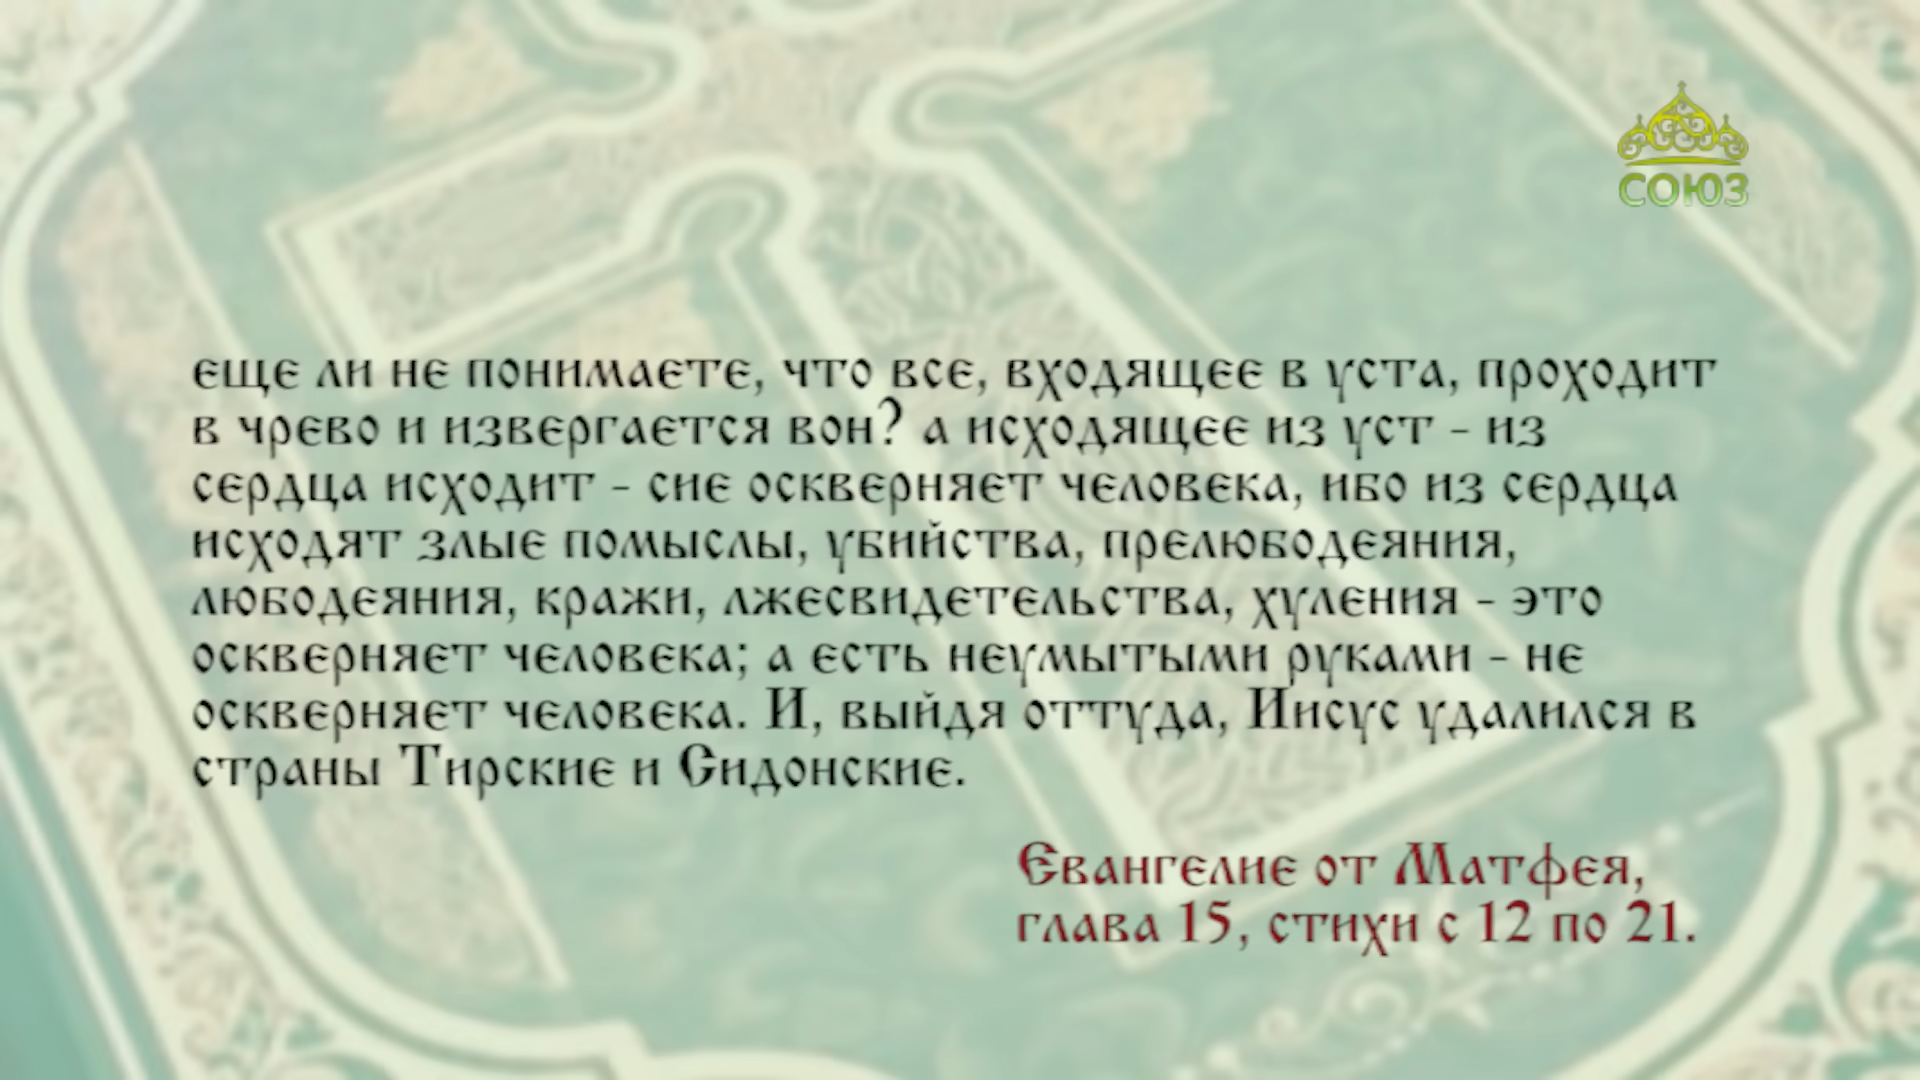 СОЮЗ
еще ли не понимаете, что все, входящее в уста, проходит
в чрево и извергается вон? а исходящее из уст - из
сердца исходит - сие оскверняет человека, ибо из сердца
исходят злые помыслы, убийства, прелюбодеяния,
любодеяния, кражи, лжесвидетельства, хуления - это
оскверняет человека; а есть неумытыми руками - не
оскверняет человека. И, выйдя оттуда, Иисус удалился в
страны Тирские и Сидонские.
Евангелие от Матфея,
глава 15, стихи с 12 по 21.